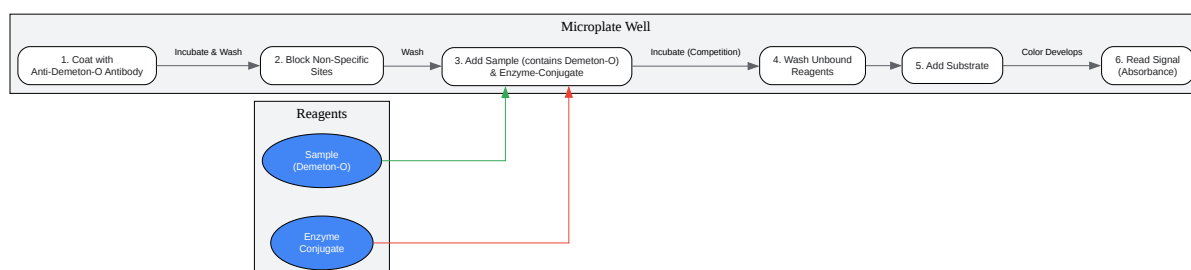 Microplate Well
1. Coat with
Anti-Demeton-O Antibody
Incubate & Wash
2. Block Non-Specific
Sites
Wash
3. Add Sample (contains Demeton-O)
& Enzyme-Conjugate
Incubate (Competition)
4. Wash Unbound
Reagents
5. Add Substrate
Color Develops
6. Read Signal
(Absorbance)
Reagents
Sample
(Demeton-O)
Enzyme
Conjugate